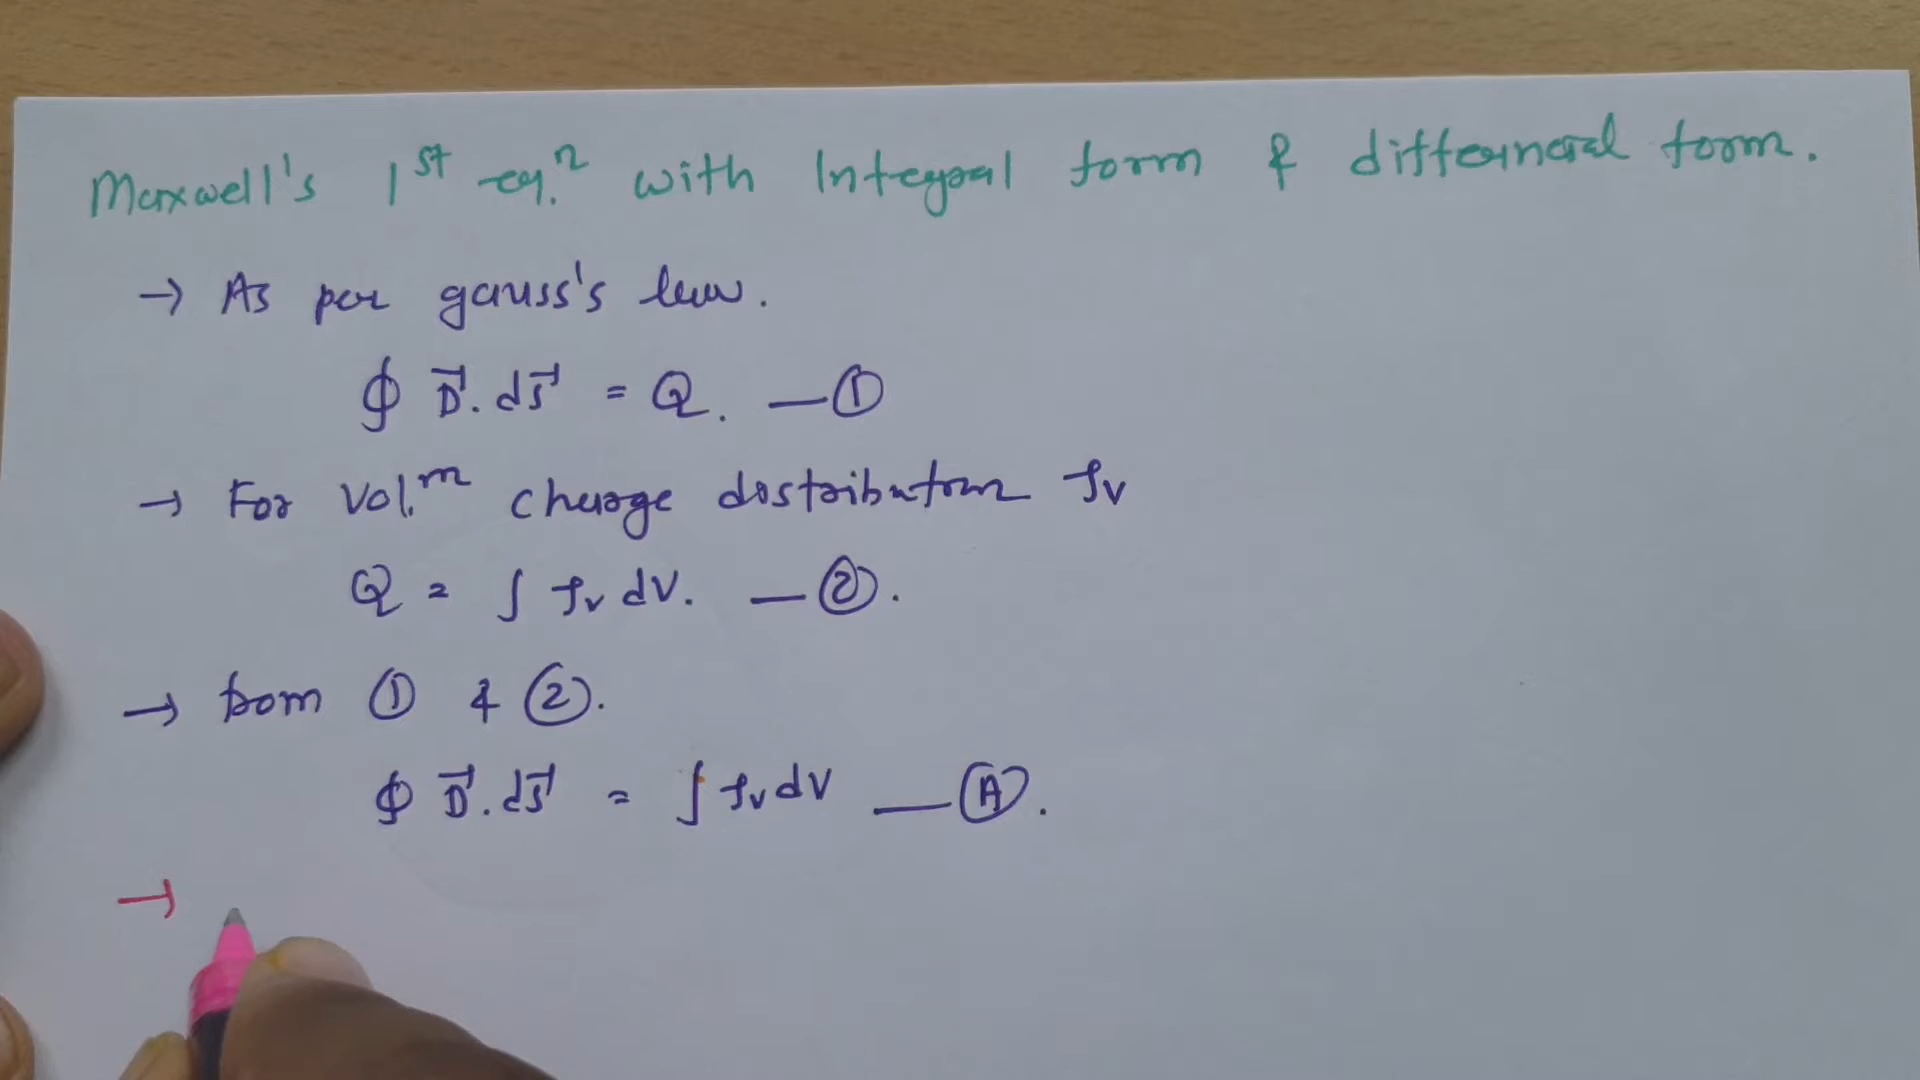 Maxwell's 1st eq.n with Integral form & differneral form.
→ As per gauss's law.
∮ D⃗. ds⃗ = Q. — ①
→ For Vol.m charge distribution ρv
Q = ∫ ρv dV. — ②.
→ from ① & ②.
∮ D⃗. ds⃗ = ∫ ρv dV — Ⓐ.
→